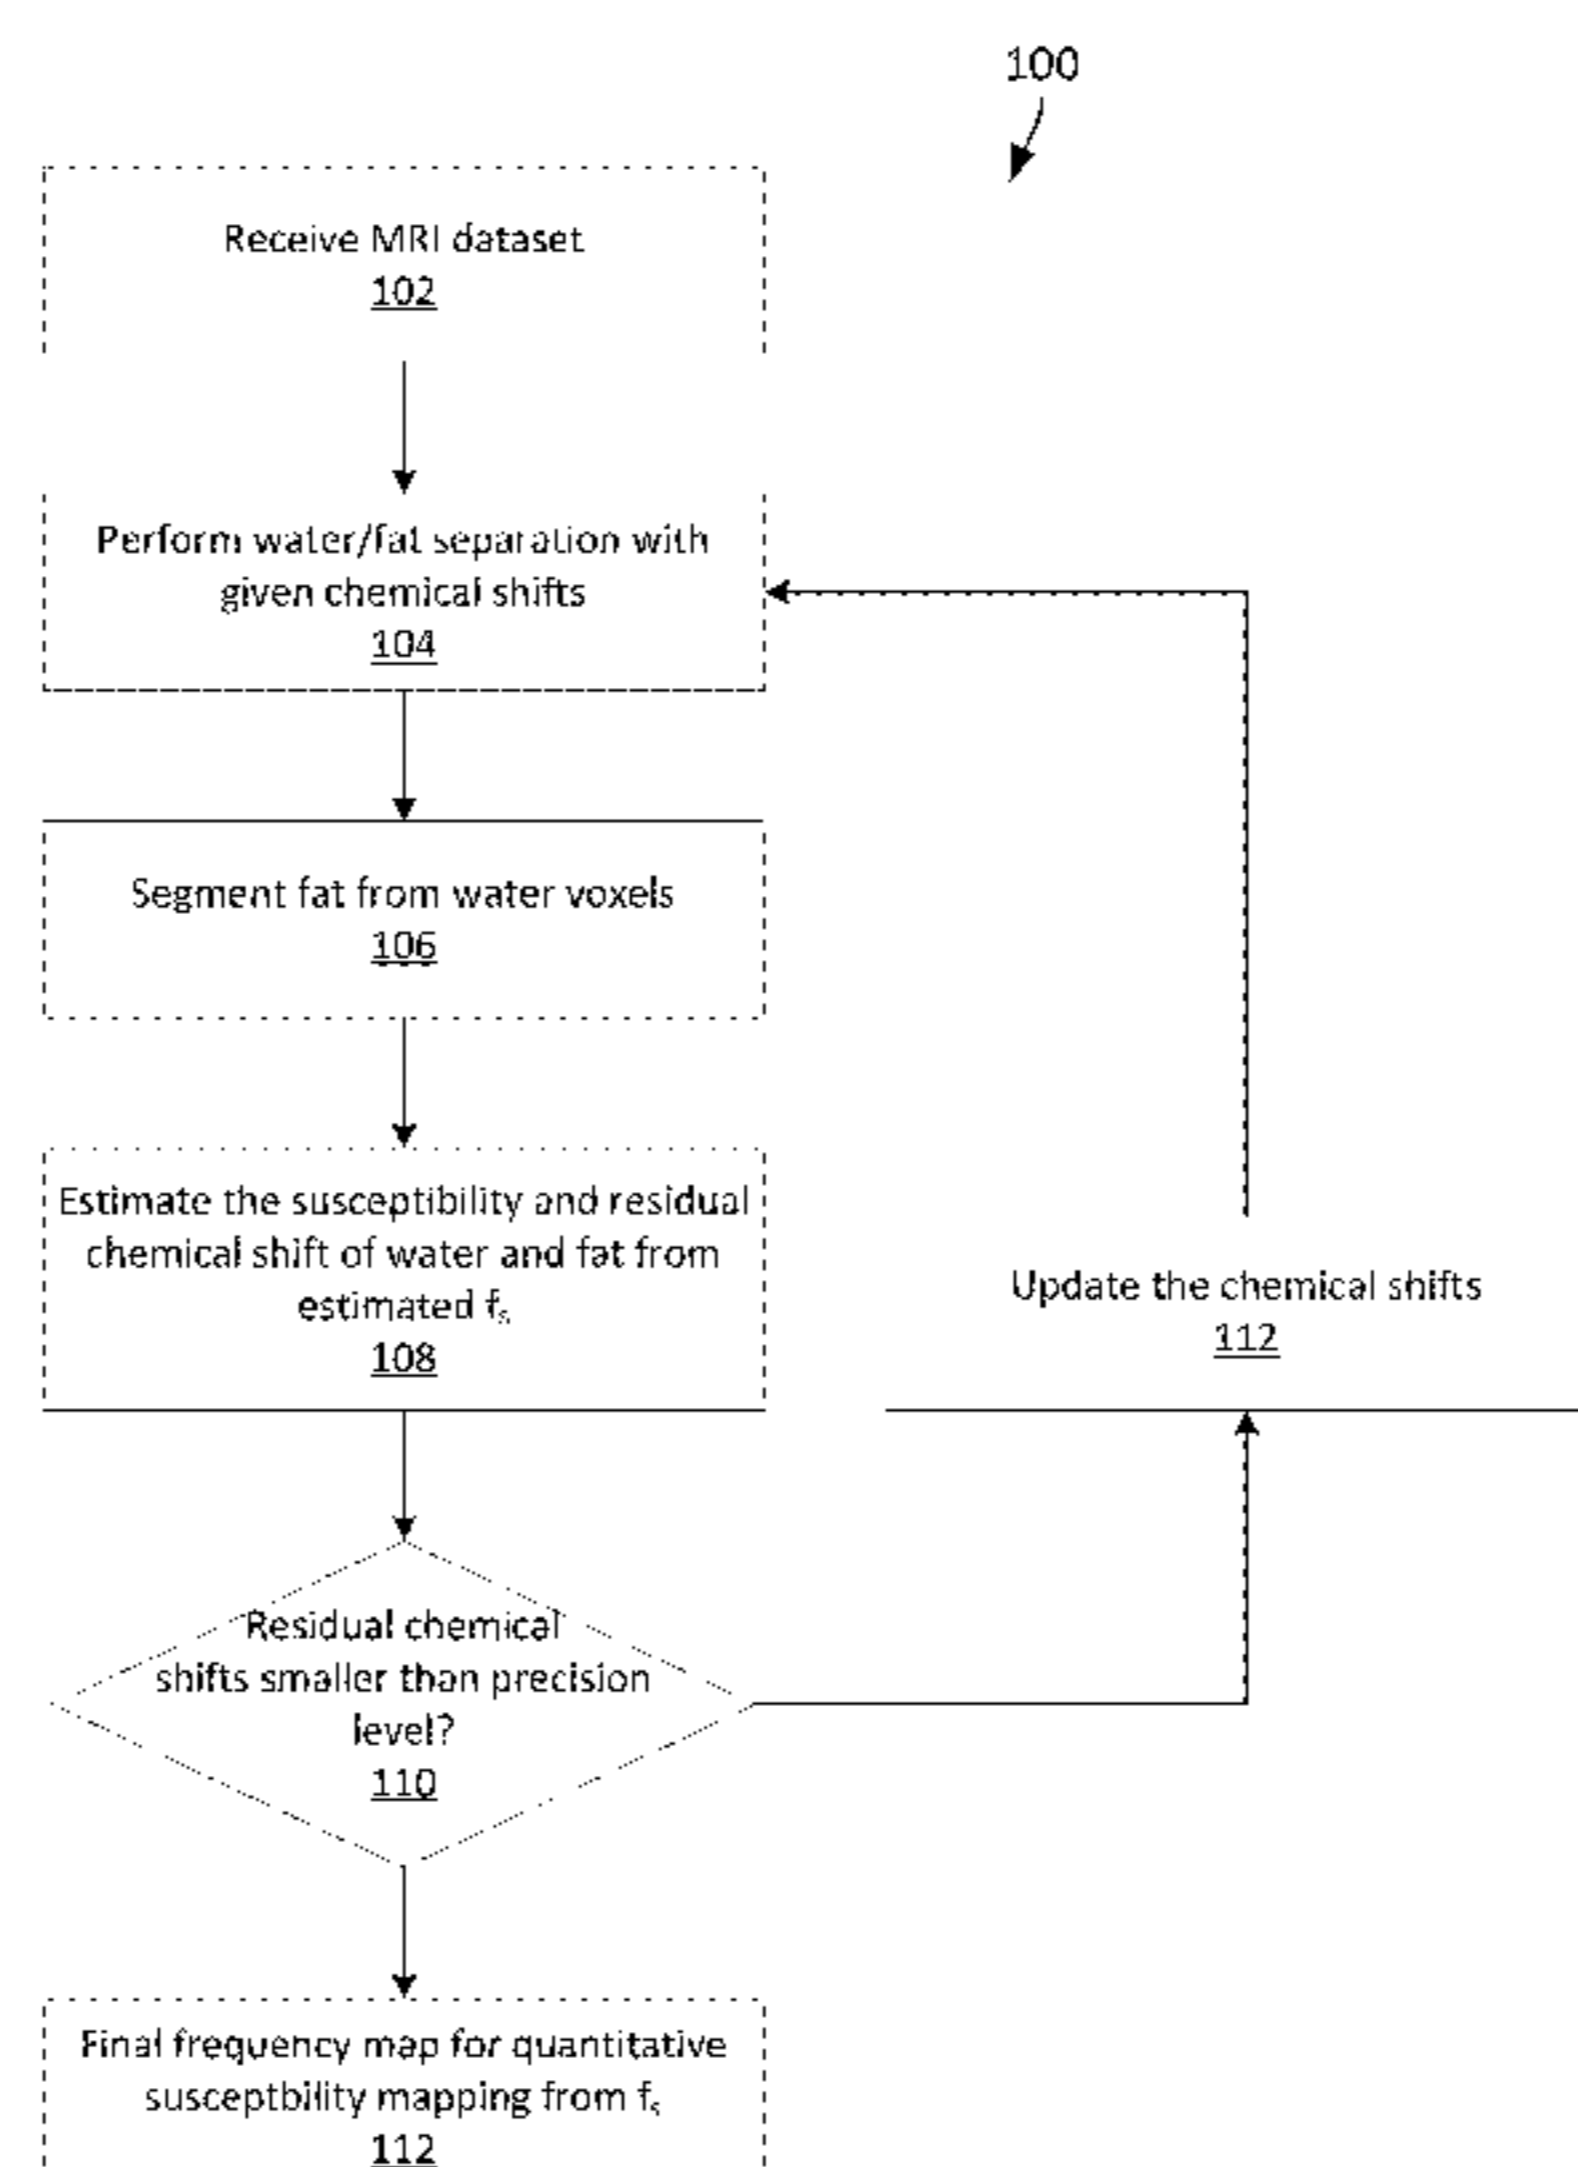 100
Receive MRI dataset
102
Perform water/fat separation with
given chemical shifts
104
Segment fat from water voxels
106
Estimate the susceptibility and residual
chemical shift of water and fat from
estimated fₛ
108
Update the chemical shifts
112
Residual chemical
shifts smaller than precision
level?
110
Final frequency map for quantitative
susceptbility mapping from fₛ
112